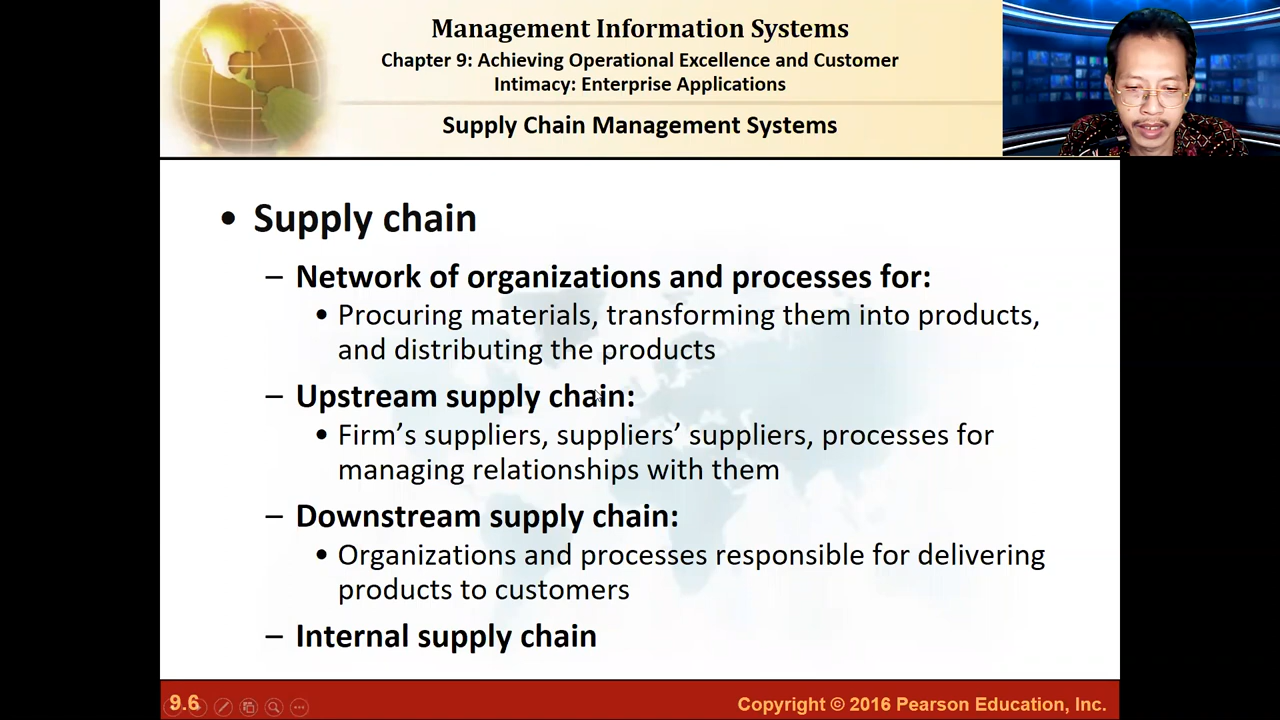 Management Information Systems
Chapter 9: Achieving Operational Excellence and Customer
Intimacy: Enterprise Applications
Supply Chain Management Systems
• Supply chain
– Network of organizations and processes for:
• Procuring materials, transforming them into products,
and distributing the products
– Upstream supply chain:
• Firm’s suppliers, suppliers’ suppliers, processes for
managing relationships with them
– Downstream supply chain:
• Organizations and processes responsible for delivering
products to customers
– Internal supply chain
9.6
Copyright © 2016 Pearson Education, Inc.